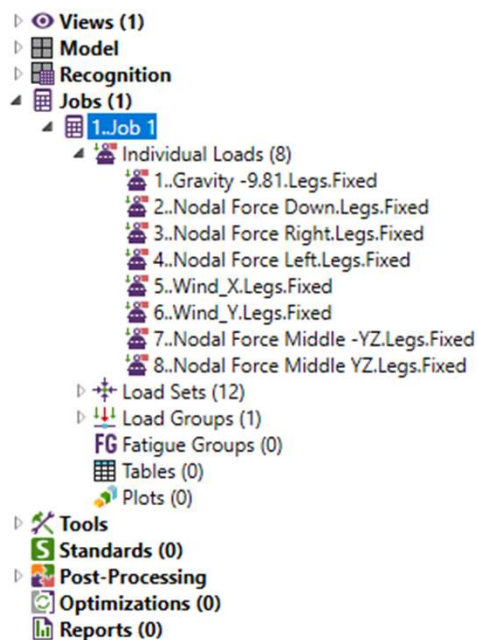 Views (1)
Model
Recognition
Jobs (1)
1..Job 1
Individual Loads (8)
1..Gravity -9.81.Legs.Fixed
2..Nodal Force Down.Legs.Fixed
3..Nodal Force Right.Legs.Fixed
4..Nodal Force Left.Legs.Fixed
5..Wind_X.Legs.Fixed
6..Wind_Y.Legs.Fixed
7..Nodal Force Middle -YZ.Legs.Fixed
8..Nodal Force Middle YZ.Legs.Fixed
Load Sets (12)
Load Groups (1)
FG Fatigue Groups (0)
Tables (0)
Plots (0)
Tools
S Standards (0)
Post-Processing
Optimizations (0)
Reports (0)